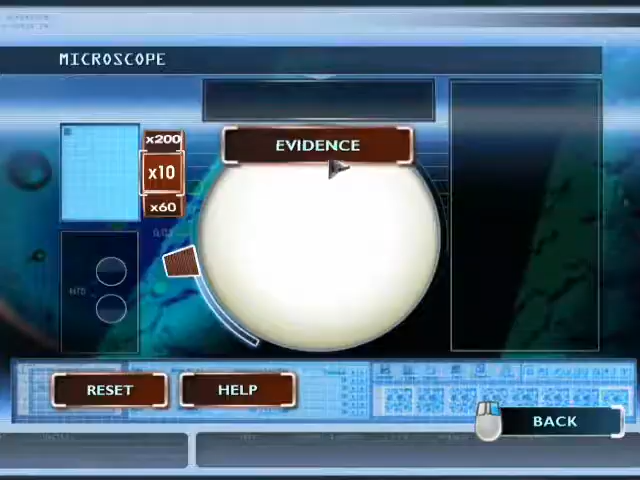 MICROSCOPE
EVIDENCE
x200
x10
x60
RESET
HELP
BACK